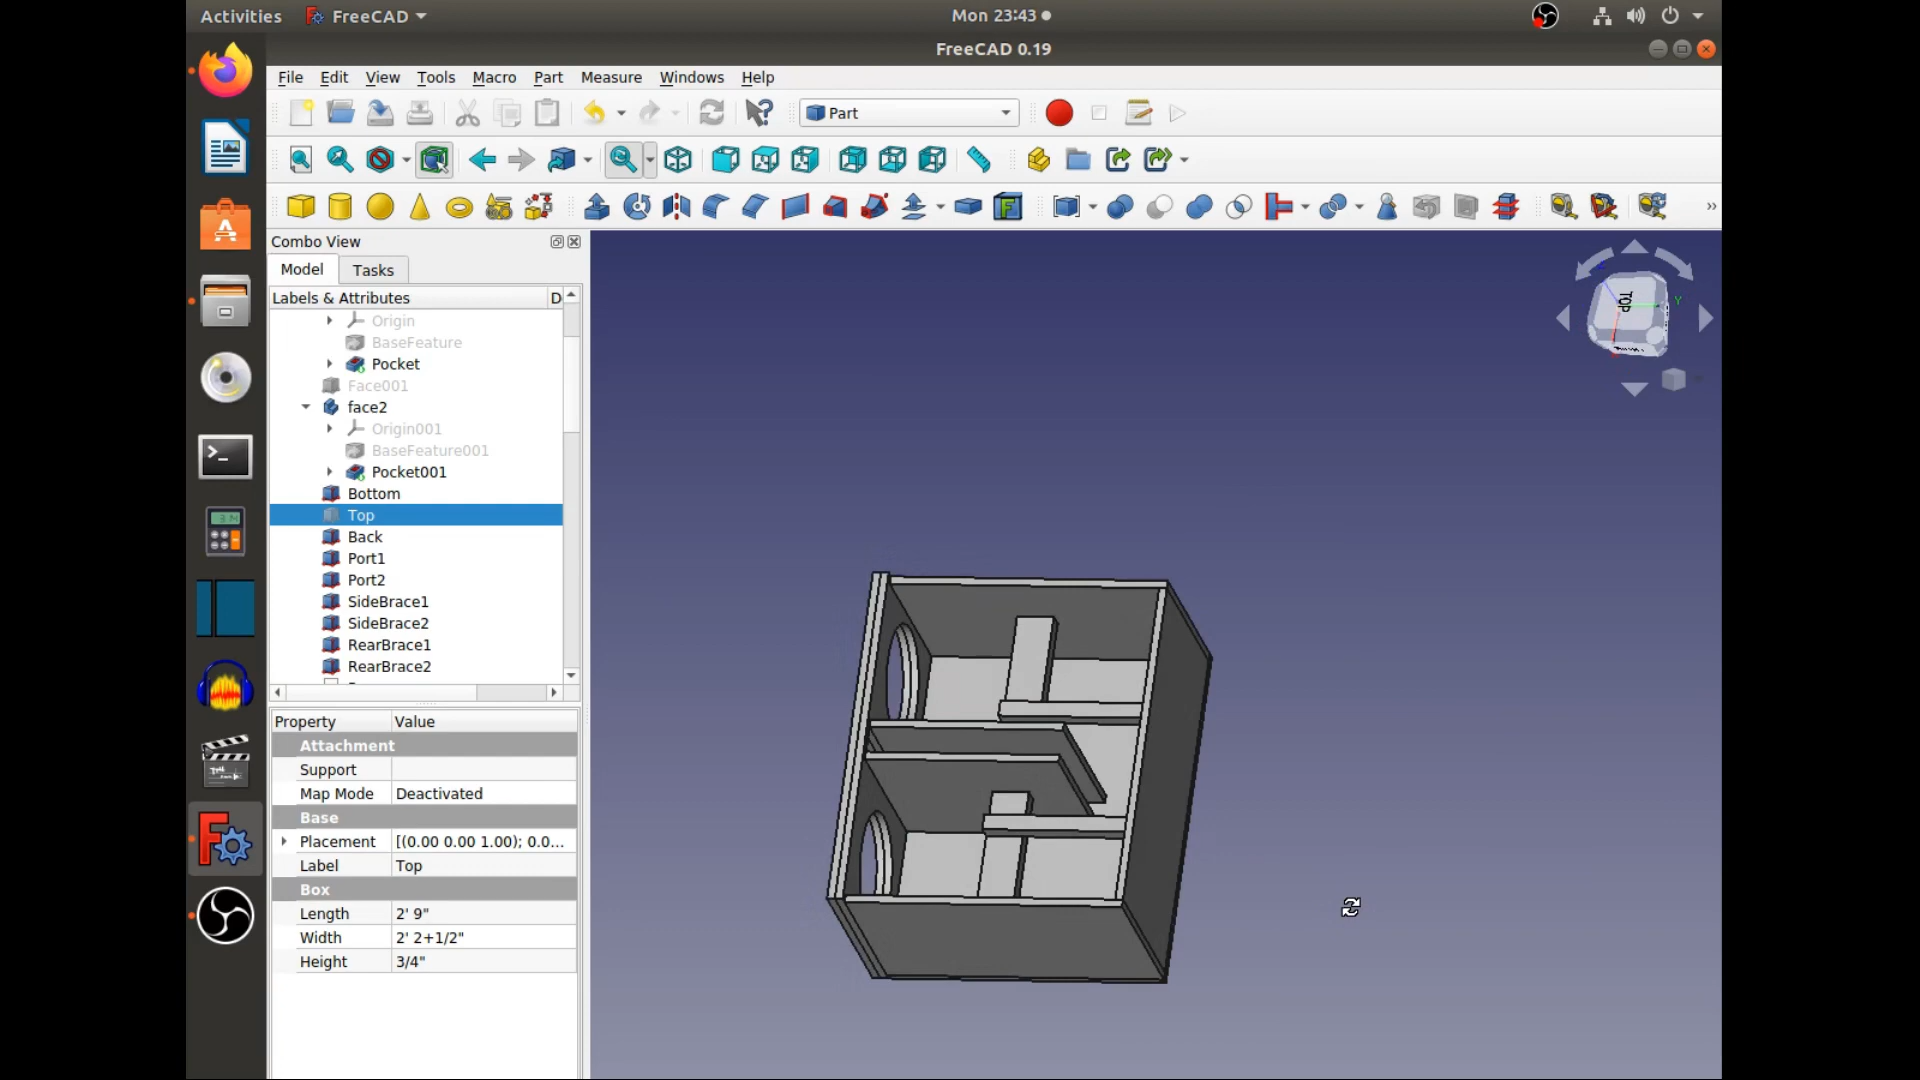 Activities FreeCAD Mon 23:43
FreeCAD 0.19
File Edit View Tools Macro Part Measure Windows Help
Part
Combo View
Model Tasks
Labels & Attributes D
Origin
BaseFeature
Pocket
Face001
face2
Origin001
BaseFeature001
Pocket001
Bottom
Top
Back
Port1
Port2
SideBrace1
SideBrace2
RearBrace1
RearBrace2
Property Value
Attachment
Support
Map Mode Deactivated
Base
Placement [(0.00 0.00 1.00); 0.0...
Label Top
Box
Length 2' 9"
Width 2' 2+1/2"
Height 3/4"
TOP
Y